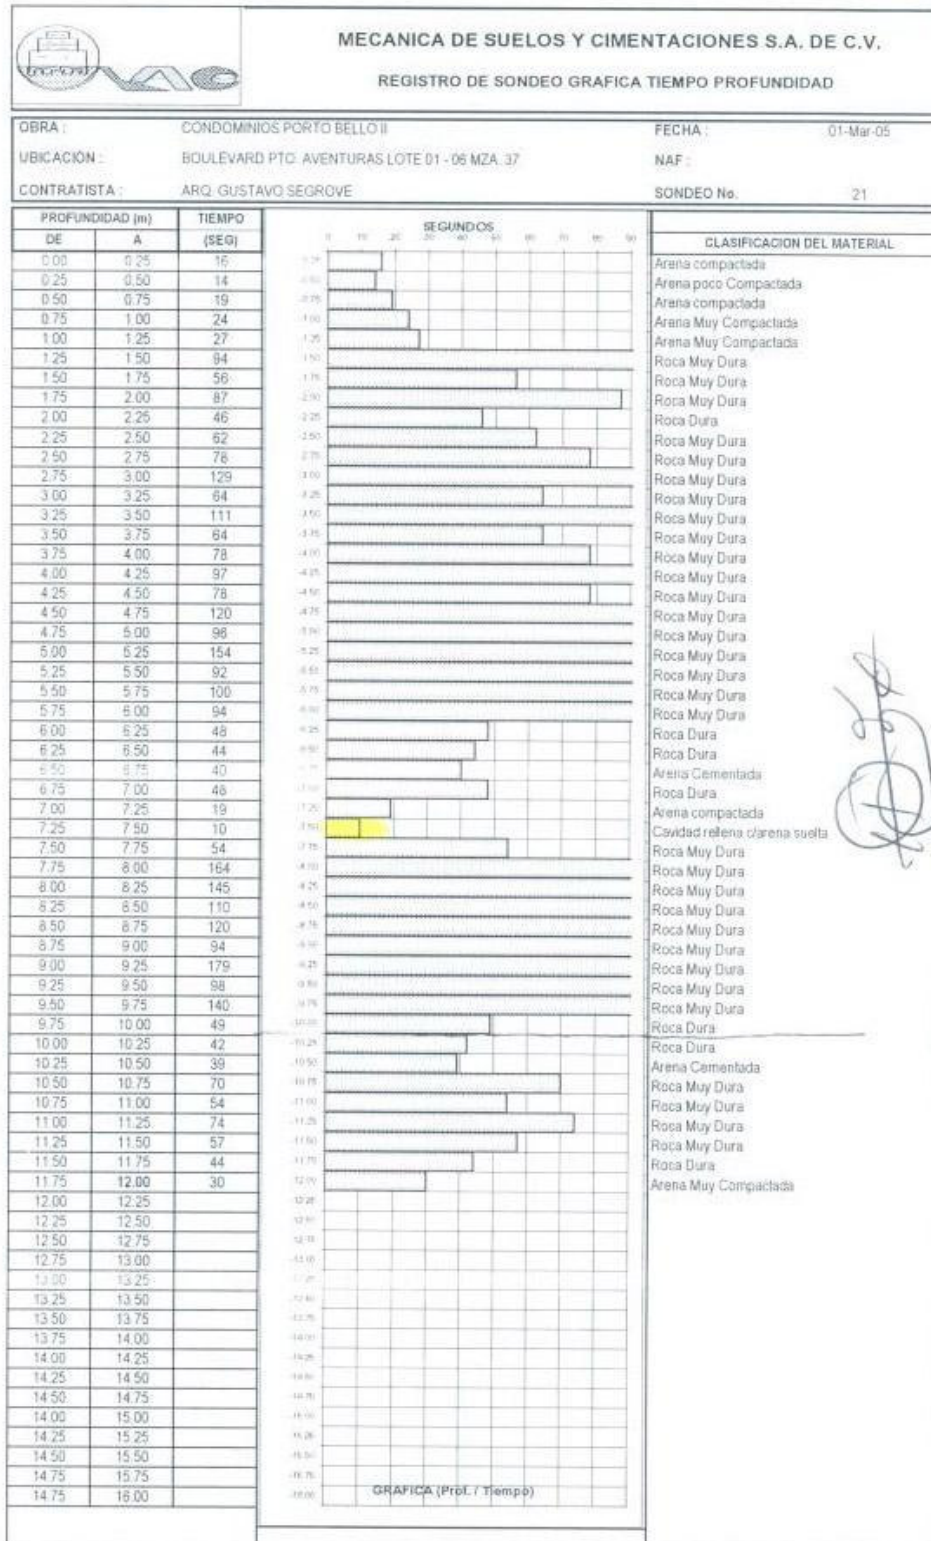 MECANICA DE SUELOS Y CIMENTACIONES S.A. DE C.V.
REGISTRO DE SONDEO GRAFICA TIEMPO PROFUNDIDAD
OBRA : CONDOMINIOS PORTO BELLO II FECHA : 01-Mar-05
UBICACIÓN : BOULEVARD PTO. AVENTURAS LOTE 01 - 06 MZA. 37 NAF :
CONTRATISTA : ARQ. GUSTAVO SEGROVE SONDEO No. 21
PROFUNDIDAD (m) TIEMPO SEGUNDOS
DE A (SEG) CLASIFICACION DEL MATERIAL
0.00 0.25 16 Arena compactada
0.25 0.50 14 Arena poco Compactada
0.50 0.75 19 Arena compactada
0.75 1.00 24 Arena Muy Compactada
1.00 1.25 27 Arena Muy Compactada
1.25 1.50 94 Roca Muy Dura
1.50 1.75 56 Roca Muy Dura
1.75 2.00 87 Roca Muy Dura
2.00 2.25 46 Roca Dura
2.25 2.50 62 Roca Muy Dura
2.50 2.75 78 Roca Muy Dura
2.75 3.00 129 Roca Muy Dura
3.00 3.25 64 Roca Muy Dura
3.25 3.50 111 Roca Muy Dura
3.50 3.75 64 Roca Muy Dura
3.75 4.00 78 Roca Muy Dura
4.00 4.25 97 Roca Muy Dura
4.25 4.50 78 Roca Muy Dura
4.50 4.75 120 Roca Muy Dura
4.75 5.00 96 Roca Muy Dura
5.00 5.25 154 Roca Muy Dura
5.25 5.50 92 Roca Muy Dura
5.50 5.75 100 Roca Muy Dura
5.75 6.00 94 Roca Muy Dura
6.00 6.25 48 Roca Dura
6.25 6.50 44 Roca Dura
6.50 6.75 40 Arena Cementada
6.75 7.00 48 Roca Dura
7.00 7.25 19 Arena compactada
7.25 7.50 10 Cavidad rellena c/arena suelta
7.50 7.75 54 Roca Muy Dura
7.75 8.00 164 Roca Muy Dura
8.00 8.25 145 Roca Muy Dura
8.25 8.50 110 Roca Muy Dura
8.50 8.75 120 Roca Muy Dura
8.75 9.00 94 Roca Muy Dura
9.00 9.25 179 Roca Muy Dura
9.25 9.50 98 Roca Muy Dura
9.50 9.75 140 Roca Muy Dura
9.75 10.00 49 Roca Dura
10.00 10.25 42 Roca Dura
10.25 10.50 39 Arena Cementada
10.50 10.75 70 Roca Muy Dura
10.75 11.00 54 Roca Muy Dura
11.00 11.25 74 Roca Muy Dura
11.25 11.50 57 Roca Muy Dura
11.50 11.75 44 Roca Dura
11.75 12.00 30 Arena Muy Compactada
12.00 12.25
12.25 12.50
12.50 12.75
12.75 13.00
13.00 13.25
13.25 13.50
13.50 13.75
13.75 14.00
14.00 14.25
14.25 14.50
14.50 14.75
14.00 15.00
14.25 15.25
14.50 15.50
14.75 15.75
14.75 16.00
GRAFICA (Prof. / Tiempo)